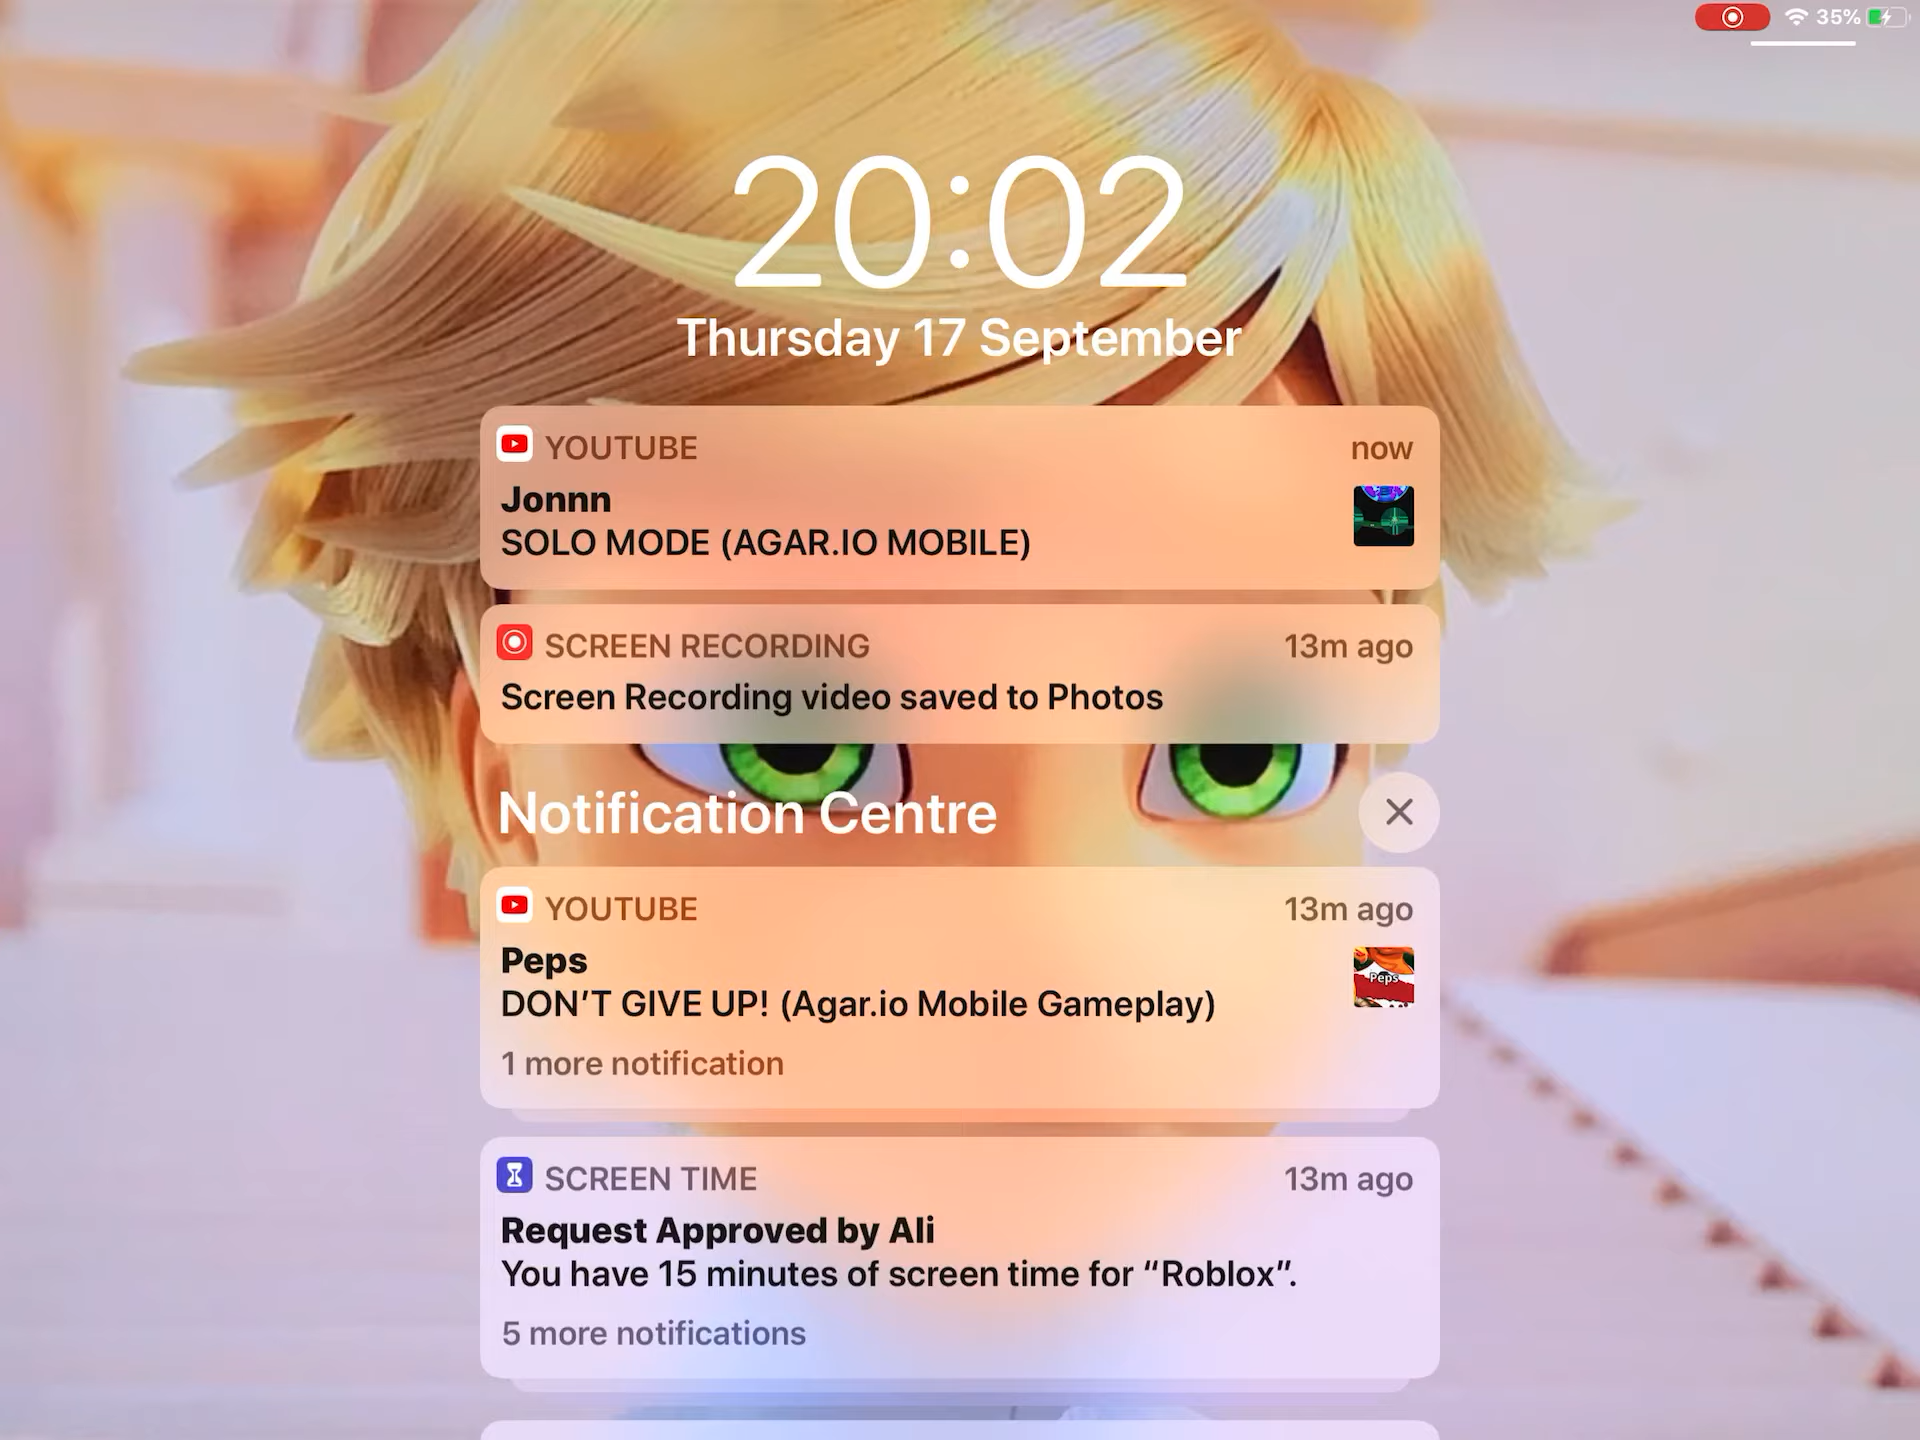 35%
20:02
Thursday 17 September
YOUTUBE now
Jonnn
SOLO MODE (AGAR.IO MOBILE)
SCREEN RECORDING 13m ago
Screen Recording video saved to Photos
Notification Centre
YOUTUBE 13m ago
Peps
DON’T GIVE UP! (Agar.io Mobile Gameplay)
Peps
1 more notification
SCREEN TIME 13m ago
Request Approved by Ali
You have 15 minutes of screen time for “Roblox”.
5 more notifications